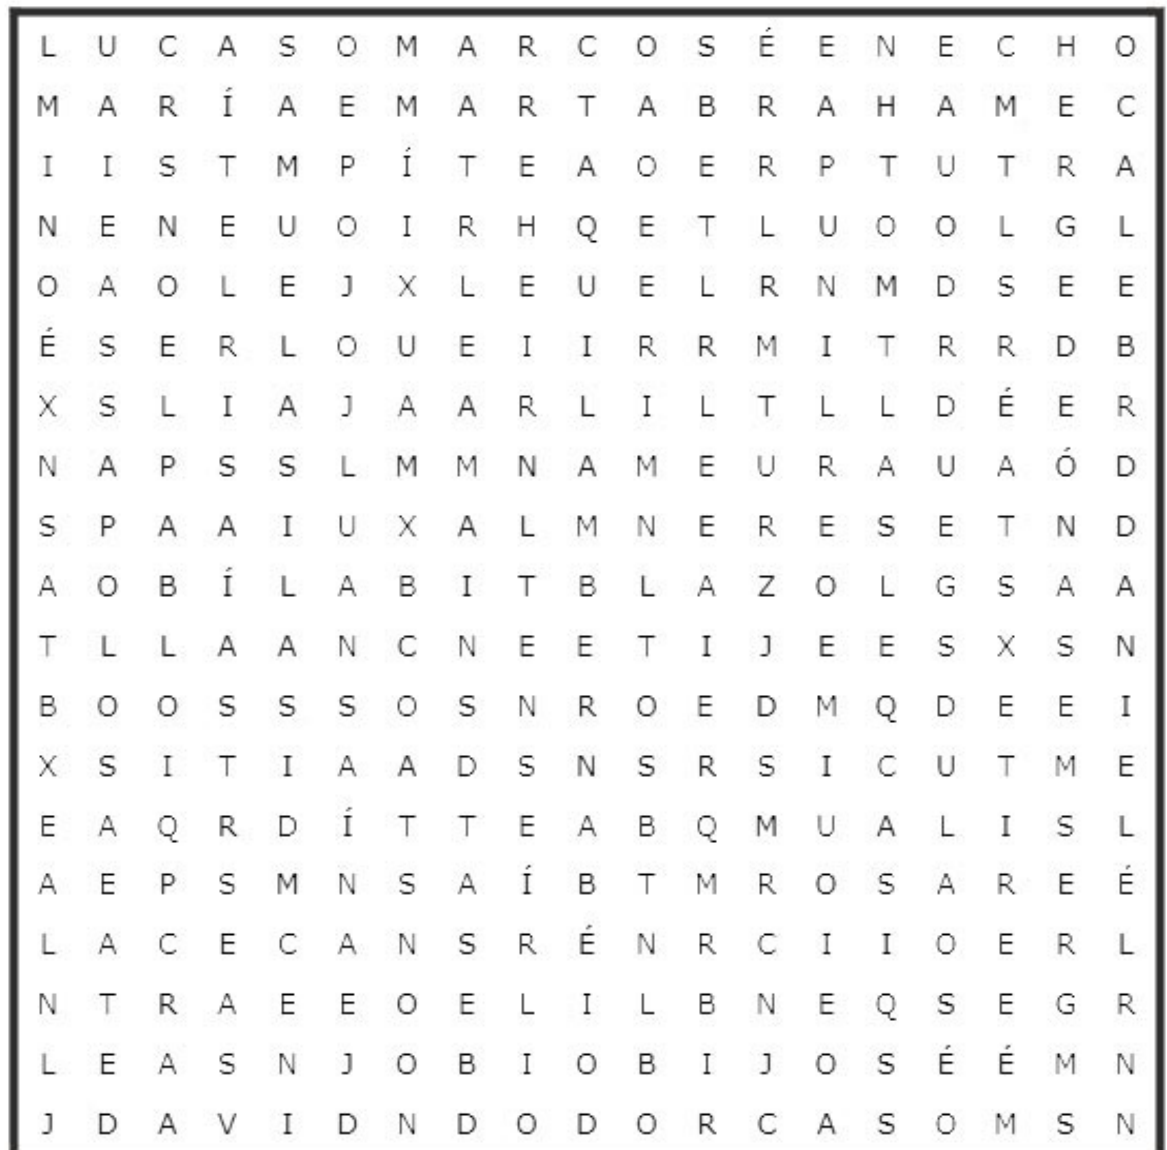 L U C A S O M A R C O S É E N E C H O
M A R Í A E M A R T A B R A H A M E C
I I S T M P Í T E A O E R P T U T R A
N E N E U O I R H Q E T L U O O L G L
O A O L E J X L E U E L R N M D S E E
É S E R L O U E I I R R M I T R R D B
X S L I A J A A R L I L T L L D É E R
N A P S S L M M N A M E U R A U A Ó D
S P A A I U X A L M N E R E S E T N D
A O B Í L A B I T B L A Z O L G S A A
T L L A A N C N E E T I J E E S X S N
B O O S S S O S N R O E D M Q D E E I
X S I T I A A D S N S R S I C U T M E
E A Q R D Í T T E A B Q M U A L I S L
A E P S M N S A Í B T M R O S A R E É
L A C E C A N S R É N R C I I O E R L
N T R A E E O E L I L B N E Q S E G R
L E A S N J O B I O B I J O S É É M N
J D A V I D N D O D O R C A S O M S N